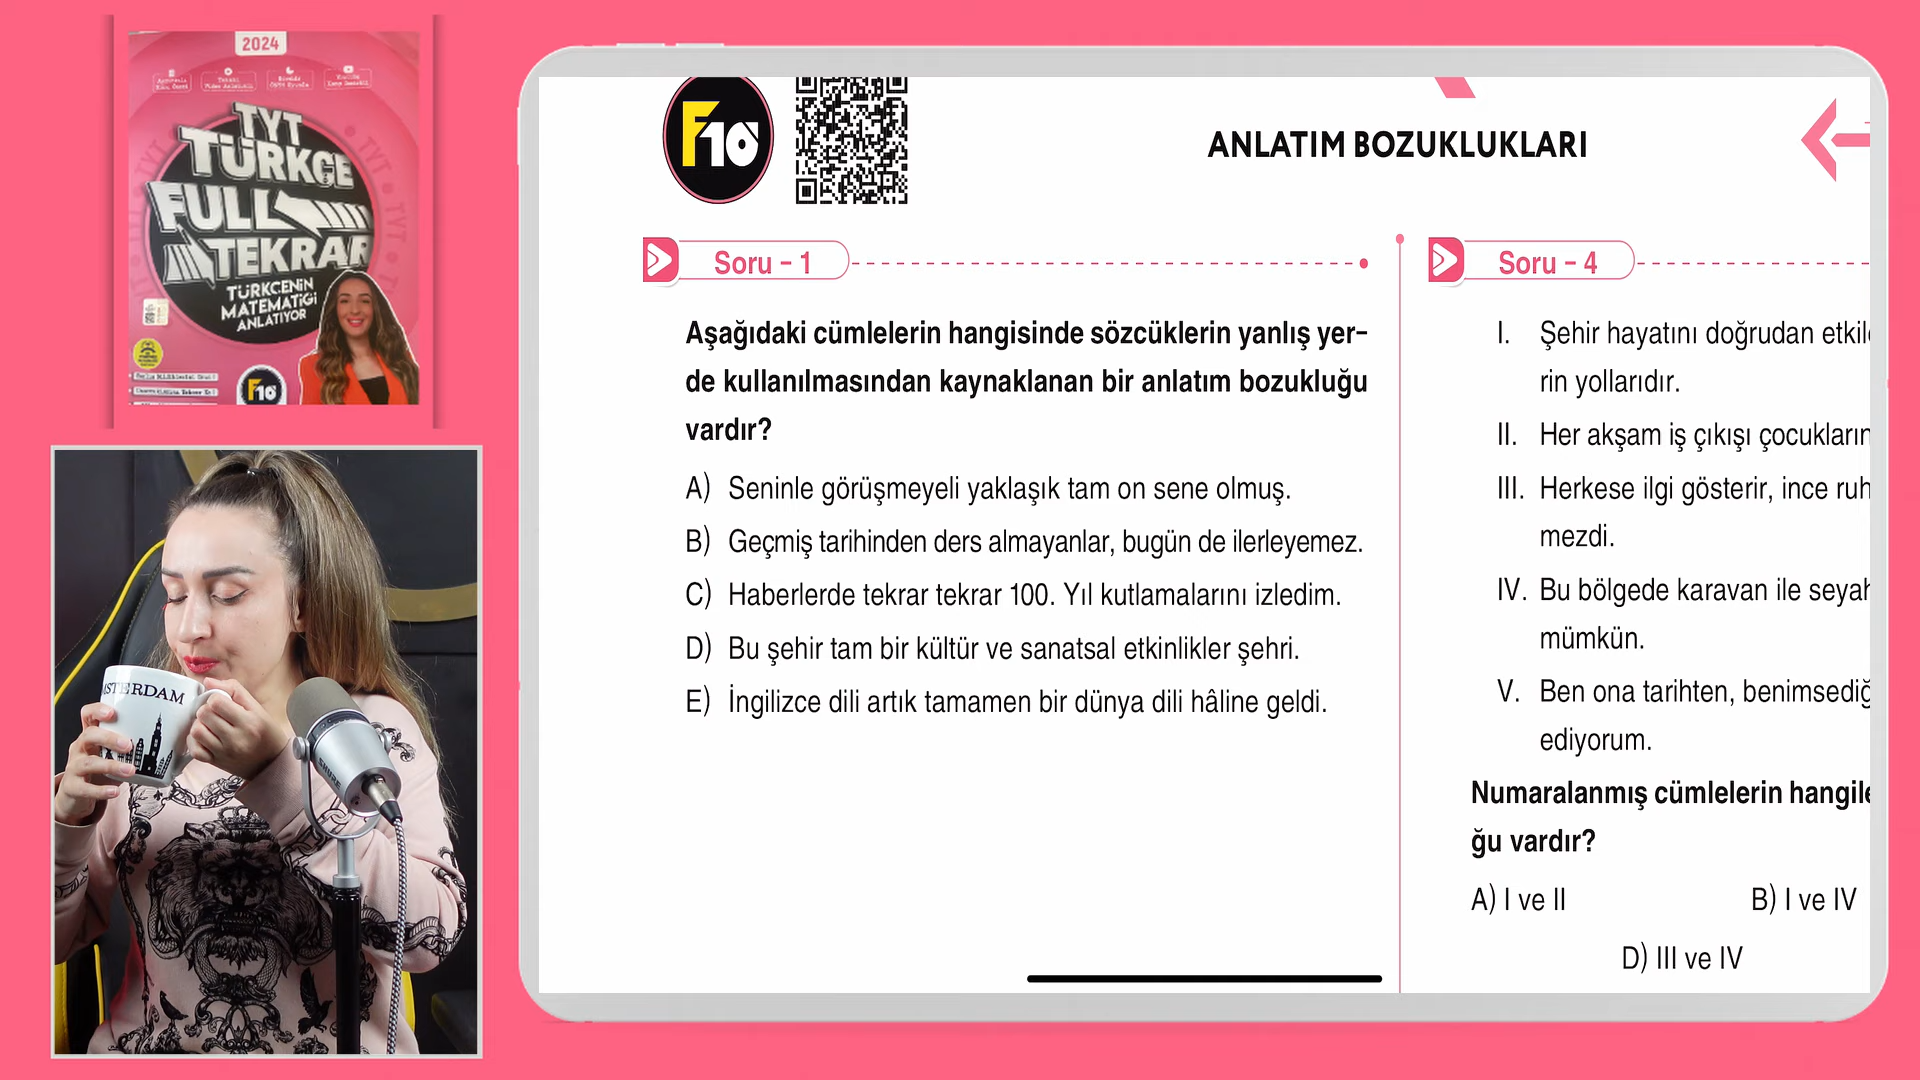 2024
TYT
TÜRKÇE
FULL
TEKRAR
TÜRKCENİN
MATEMATİĞİ
ANLATIYOR
F10
AMSTERDAM
SHURE
F10
ANLATIM BOZUKLUKLARI
Soru – 1
Aşağıdaki cümlelerin hangisinde sözcüklerin yanlış yer–
de kullanılmasından kaynaklanan bir anlatım bozukluğu
vardır?
A) Seninle görüşmeyeli yaklaşık tam on sene olmuş.
B) Geçmiş tarihinden ders almayanlar, bugün de ilerleyemez.
C) Haberlerde tekrar tekrar 100. Yıl kutlamalarını izledim.
D) Bu şehir tam bir kültür ve sanatsal etkinlikler şehri.
E) İngilizce dili artık tamamen bir dünya dili hâline geldi.
Soru – 4
I. Şehir hayatını doğrudan etkile
rin yollarıdır.
II. Her akşam iş çıkışı çocukların
III. Herkese ilgi gösterir, ince ruh
mezdi.
IV. Bu bölgede karavan ile seyah
mümkün.
V. Ben ona tarihten, benimsediğ
ediyorum.
Numaralanmış cümlelerin hangile
ğu vardır?
A) I ve II
B) I ve IV
D) III ve IV